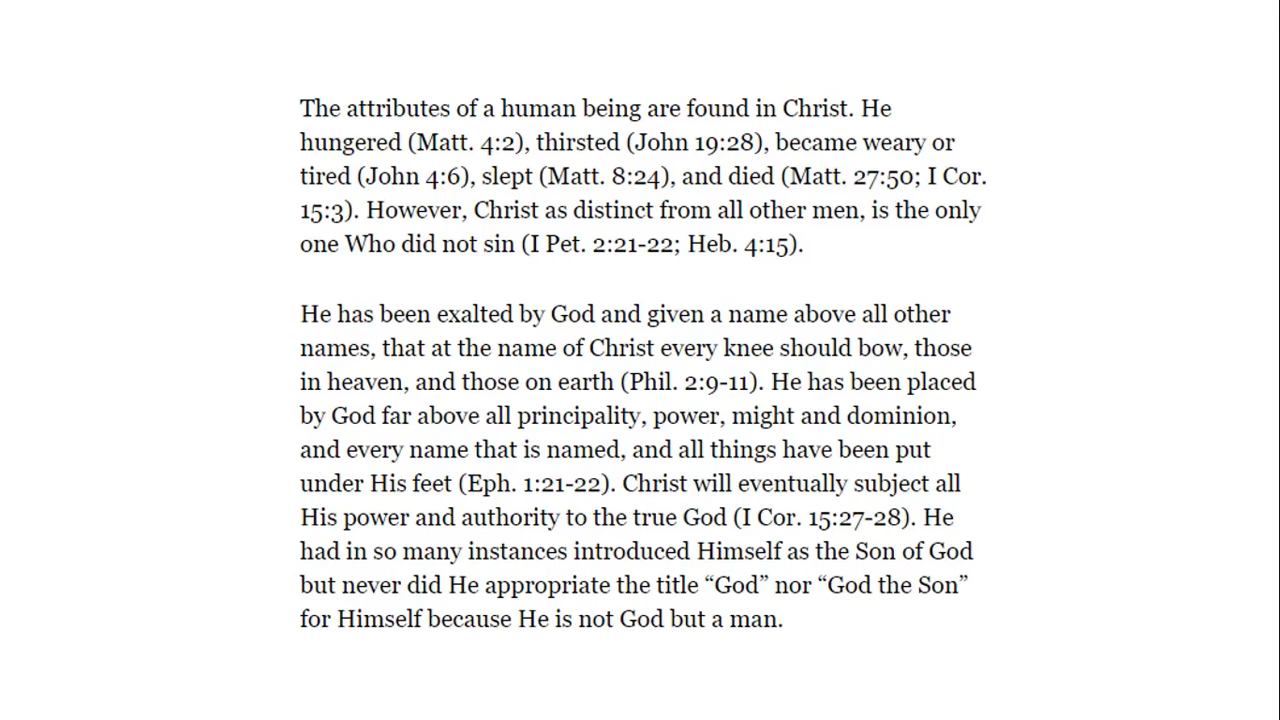 The attributes of a human being are found in Christ. He
hungered (Matt. 4:2), thirsted (John 19:28), became weary or
tired (John 4:6), slept (Matt. 8:24), and died (Matt. 27:50; I Cor.
15:3). However, Christ as distinct from all other men, is the only
one Who did not sin (I Pet. 2:21-22; Heb. 4:15).
He has been exalted by God and given a name above all other
names, that at the name of Christ every knee should bow, those
in heaven, and those on earth (Phil. 2:9-11). He has been placed
by God far above all principality, power, might and dominion,
and every name that is named, and all things have been put
under His feet (Eph. 1:21-22). Christ will eventually subject all
His power and authority to the true God (I Cor. 15:27-28). He
had in so many instances introduced Himself as the Son of God
but never did He appropriate the title “God” nor “God the Son”
for Himself because He is not God but a man.